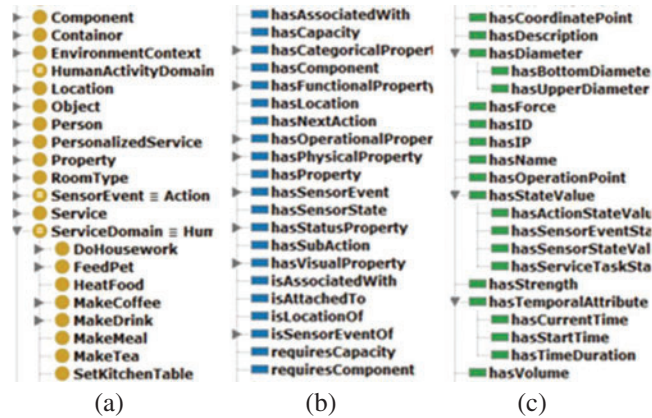 Component
Containor
EnvironmentContext
HumanActivityDomain
Location
Object
Person
PersonalizedService
Property
RoomType
SensorEvent ≡ Action
Service
ServiceDomain ≡ Hum
DoHousework
FeedPet
HeatFood
MakeCoffee
MakeDrink
MakeMeal
MakeTea
SetKitchenTable
(a)
hasAssociatedWith
hasCapacity
hasCategoricalPropert
hasComponent
hasFunctionalProperty
hasLocation
hasNextAction
hasOperationalProper
hasPhysicalProperty
hasProperty
hasSensorEvent
hasSensorState
hasStatusProperty
hasSubAction
hasVisualProperty
isAssociatedWith
isAttachedTo
isLocationOf
isSensorEventOf
requiresCapacity
requiresComponent
(b)
hasCoordinatePoint
hasDescription
hasDiameter
hasBottomDiamete
hasUpperDiameter
hasForce
hasID
hasIP
hasName
hasOperationPoint
hasStateValue
hasActionStateValu
hasSensorEventSta
hasSensorStateVal
hasServiceTaskSta
hasStrength
hasTemporalAttribute
hasCurrentTime
hasStartTime
hasTimeDuration
hasVolume
(c)